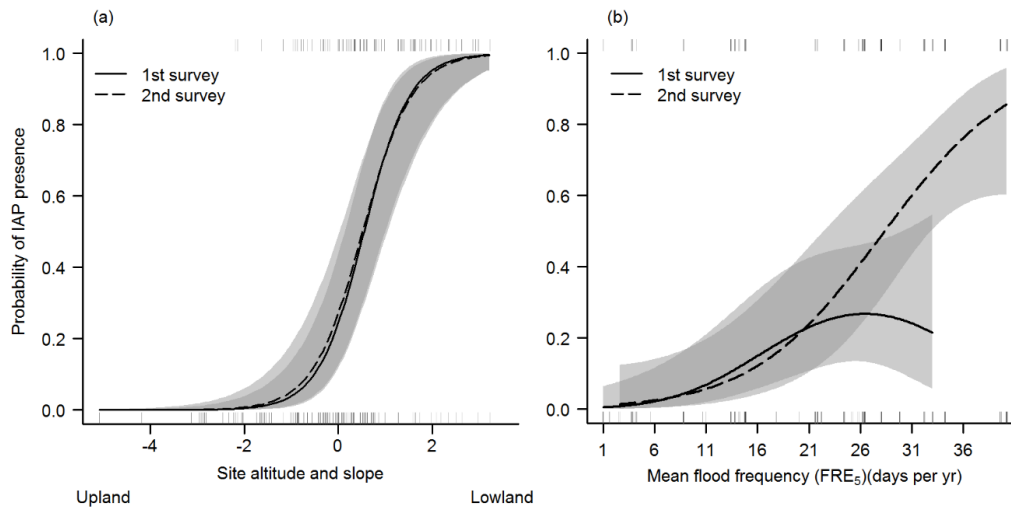 (a)
1st survey
2nd survey
Probability of IAP presence
1.0
0.8
0.6
0.4
0.2
0.0
-4
-2
0
2
Site altitude and slope
Upland
Lowland
(b)
1st survey
2nd survey
1.0
0.8
0.6
0.4
0.2
0.0
1
6
11
16
21
26
31
36
Mean flood frequency (FRE₅)(days per yr)